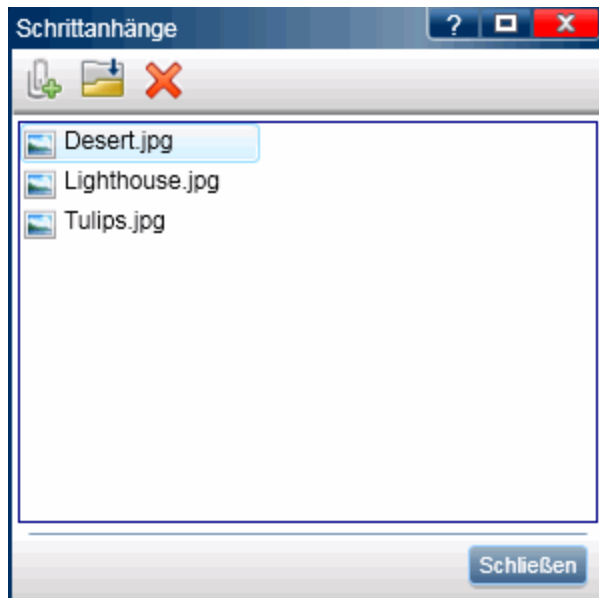 Schrittanhänge ?
Desert.jpg
Lighthouse.jpg
Tulips.jpg
Schließen